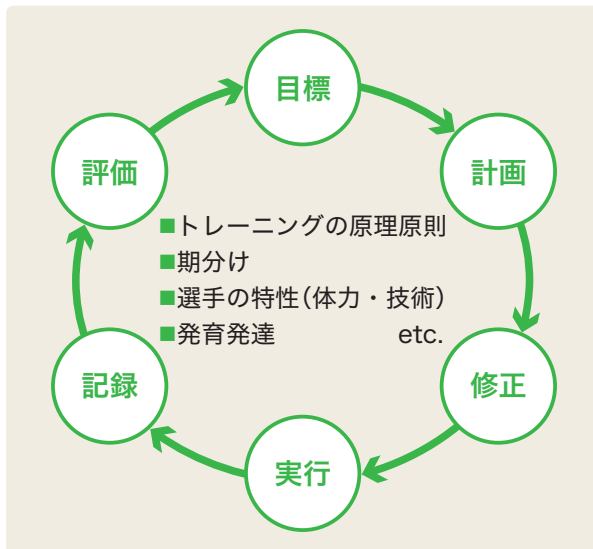 目標
計画
修正
実行
記録
評価
■トレーニングの原理原則
■期分け
■選手の特性（体力・技術）
■発育発達 etc.